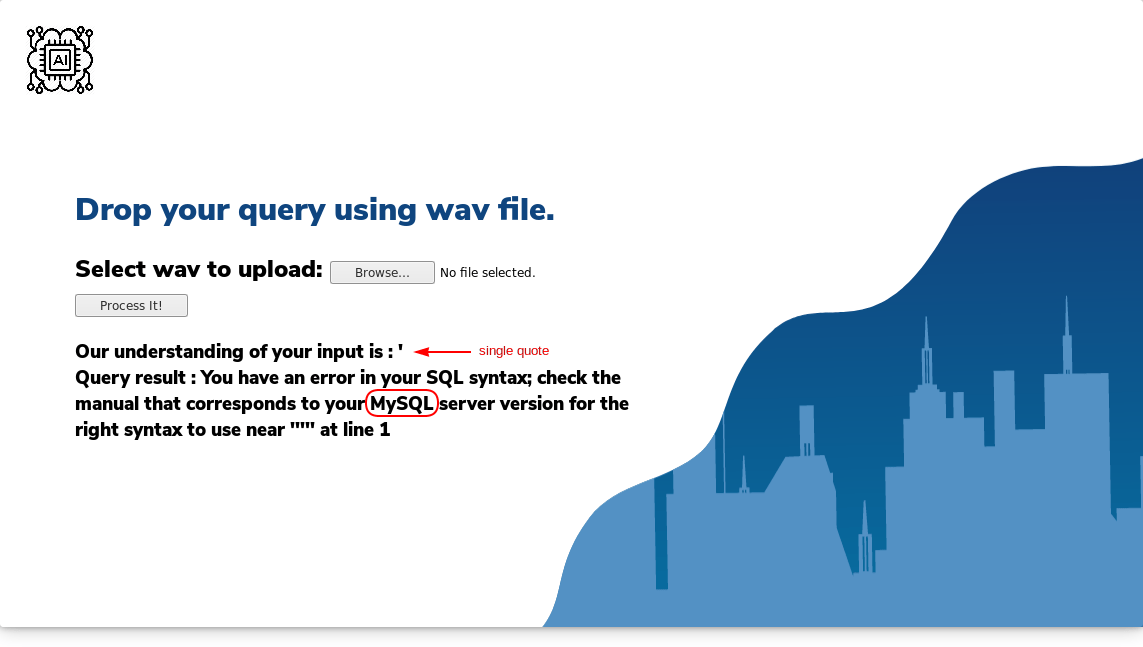 AI
Drop your query using wav file.
Select wav to upload: Browse... No file selected.
Process It!
Our understanding of your input is : ' single quote
Query result : You have an error in your SQL syntax; check the
manual that corresponds to your MySQL server version for the
right syntax to use near ''''' at line 1